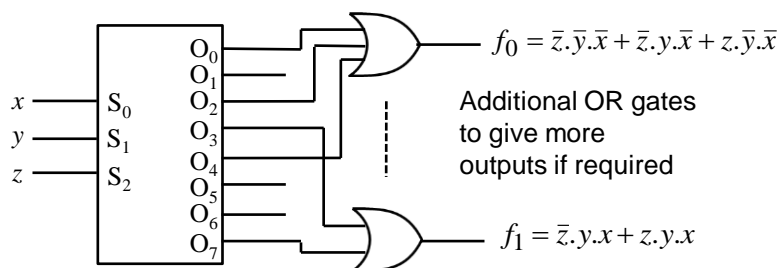 O₀
f₀ = z̄.ȳ.x̄ + z̄.y.x̄ + z.ȳ.x̄
O₁
x
S₀
O₂
Additional OR gates
y
S₁
O₃
to give more
z
S₂
O₄
outputs if required
O₅
O₆
O₇
f₁ = z̄.y.x + z.y.x